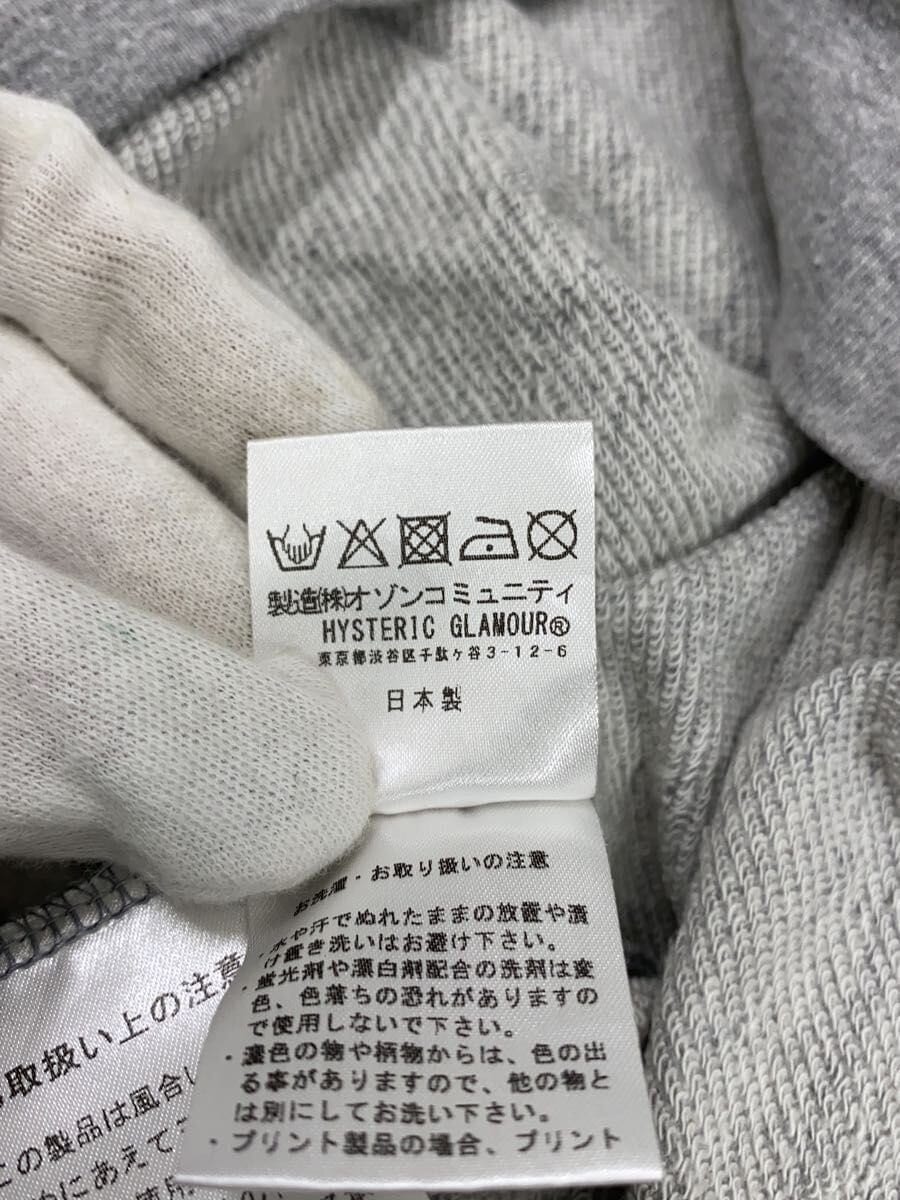 製造(株)オゾンコミュニティ
HYSTERIC GLAMOUR®
東京都渋谷区千駄ヶ谷3-12-6
日本製
お洗濯・お取り扱いの注意
・水や汗でぬれたままの放置や漬
け置き洗いはお避け下さい。
・蛍光剤や漂白剤配合の洗剤は変
色、色落ちの恐れがありますの
で使用しないで下さい。
・濃色の物や柄物からは、色の出
る事がありますので、他の物と
は別にしてお洗い下さい。
・プリント製品の場合、プリント
取扱い上の注意
の製品は風合い
にあえて